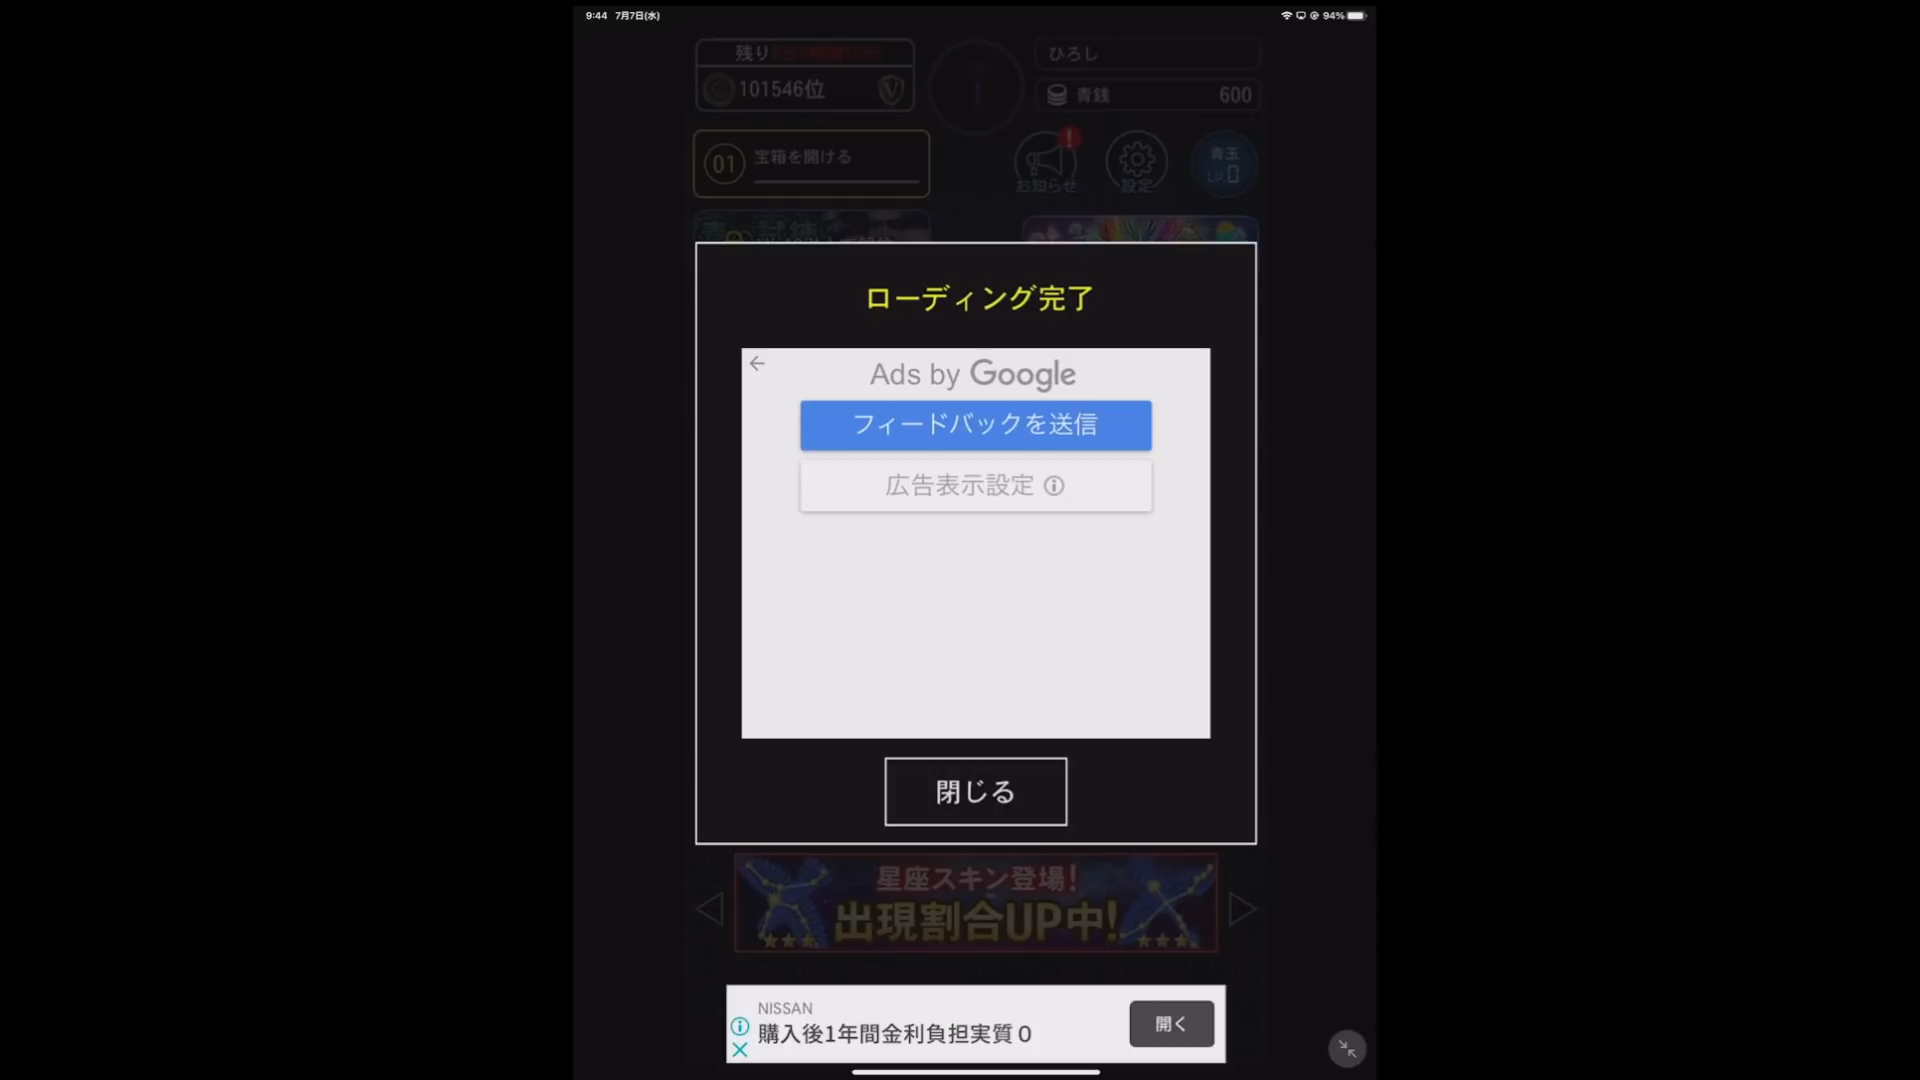 9:44 7月7日(水)
94%
残り
101546位
V
ひろし
青銭 600
01 宝箱を開ける
!
お知らせ
設定
青玉
LV.0
ローディング完了
Ads by Google
フィードバックを送信
広告表示設定
閉じる
星座スキン登場!
出現割合UP中!
NISSAN
購入後1年間金利負担実質０
開く